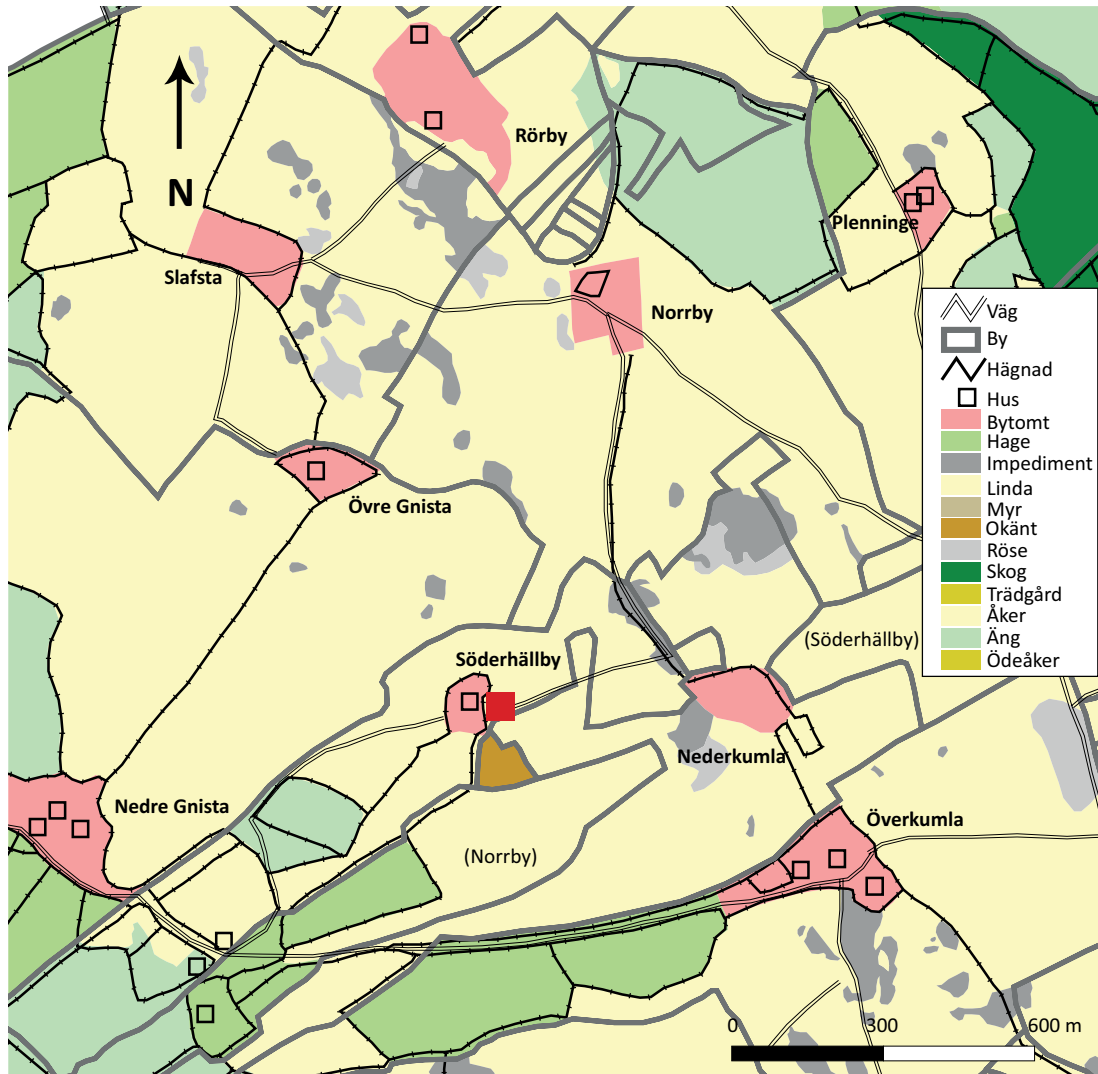 Rörby
N
Plenninge
Slafsta
Norrby
Väg
By
Hägnad
Hus
Bytomt
Hage
Impediment
Linda
Myr
Okänt
Röse
Skog
Trädgård
Åker
Äng
Ödeåker
Övre Gnista
(Söderhällby)
Söderhällby
Nederkumla
Nedre Gnista
Överkumla
(Norrby)
0 300 600 m